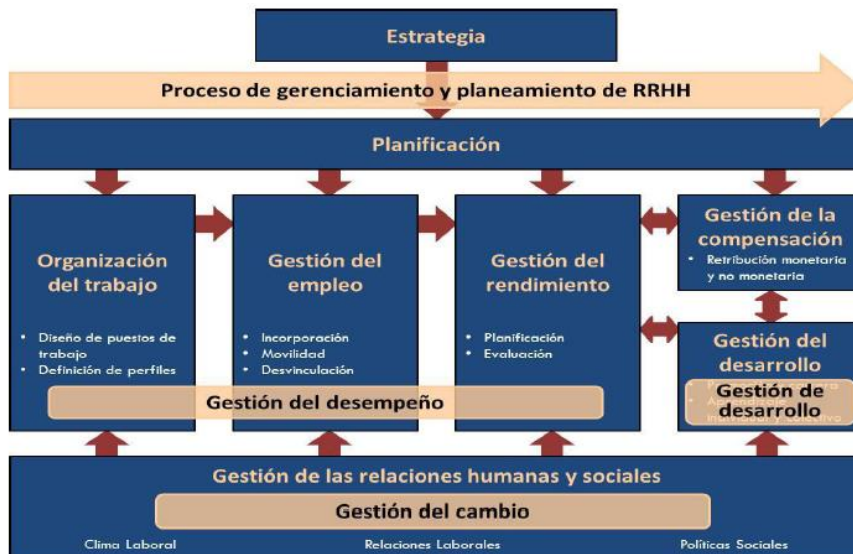 Estrategia
Proceso de gerenciamiento y planeamiento de RRHH
Planificación
Organización
del trabajo
• Diseño de puestos de
trabajo
• Definición de perfiles
Gestión del
empleo
• Incorporación
• Movilidad
• Desvinculación
Gestión del
rendimiento
• Planificación
• Evaluación
Gestión de la
compensación
• Retribución monetaria
y no monetaria
Gestión del
desarrollo
• Aprendizaje
individual y colectivo
Gestión de
desarrollo
Gestión del desempeño
Gestión de las relaciones humanas y sociales
Gestión del cambio
Clima Laboral
Relaciones Laborales
Políticas Sociales